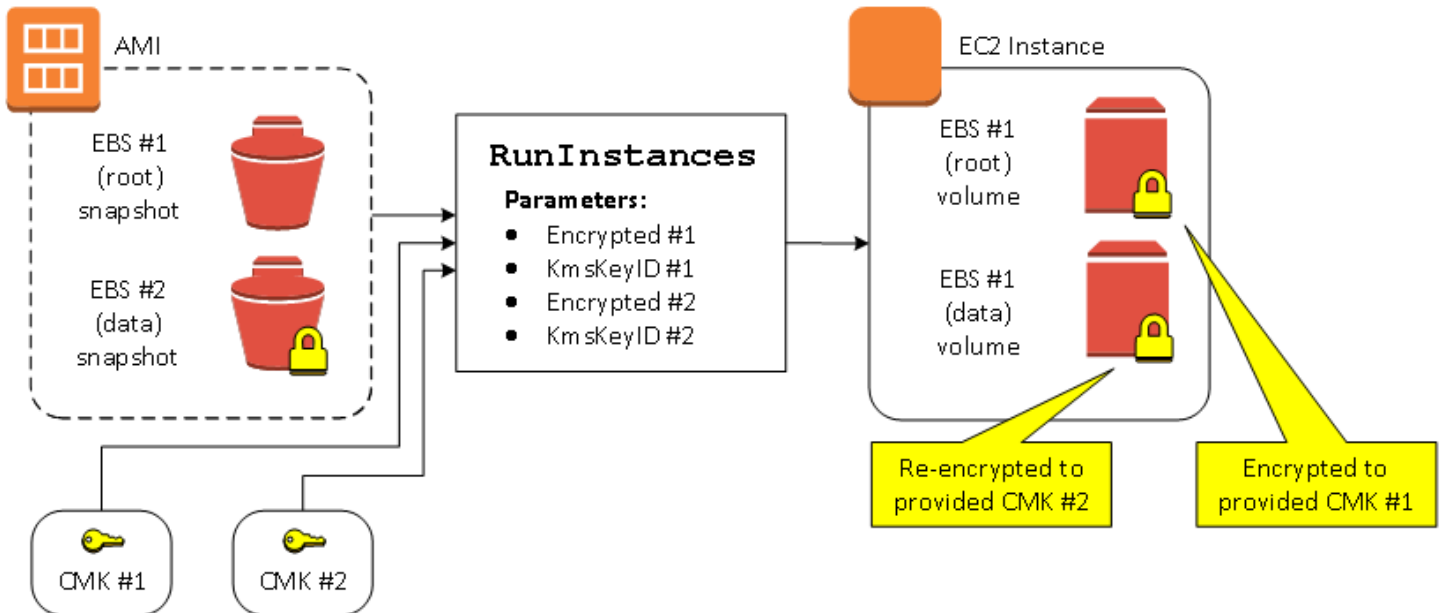 AMI
EBS #1
(root)
snapshot
EBS #2
(data)
snapshot
CMK #1
CMK #2
RunInstances
Parameters:
• Encrypted #1
• KmsKeyID #1
• Encrypted #2
• KmsKeyID #2
EC2 Instance
EBS #1
(root)
volume
EBS #1
(data)
volume
Re-encrypted to
provided CMK #2
Encrypted to
provided CMK #1